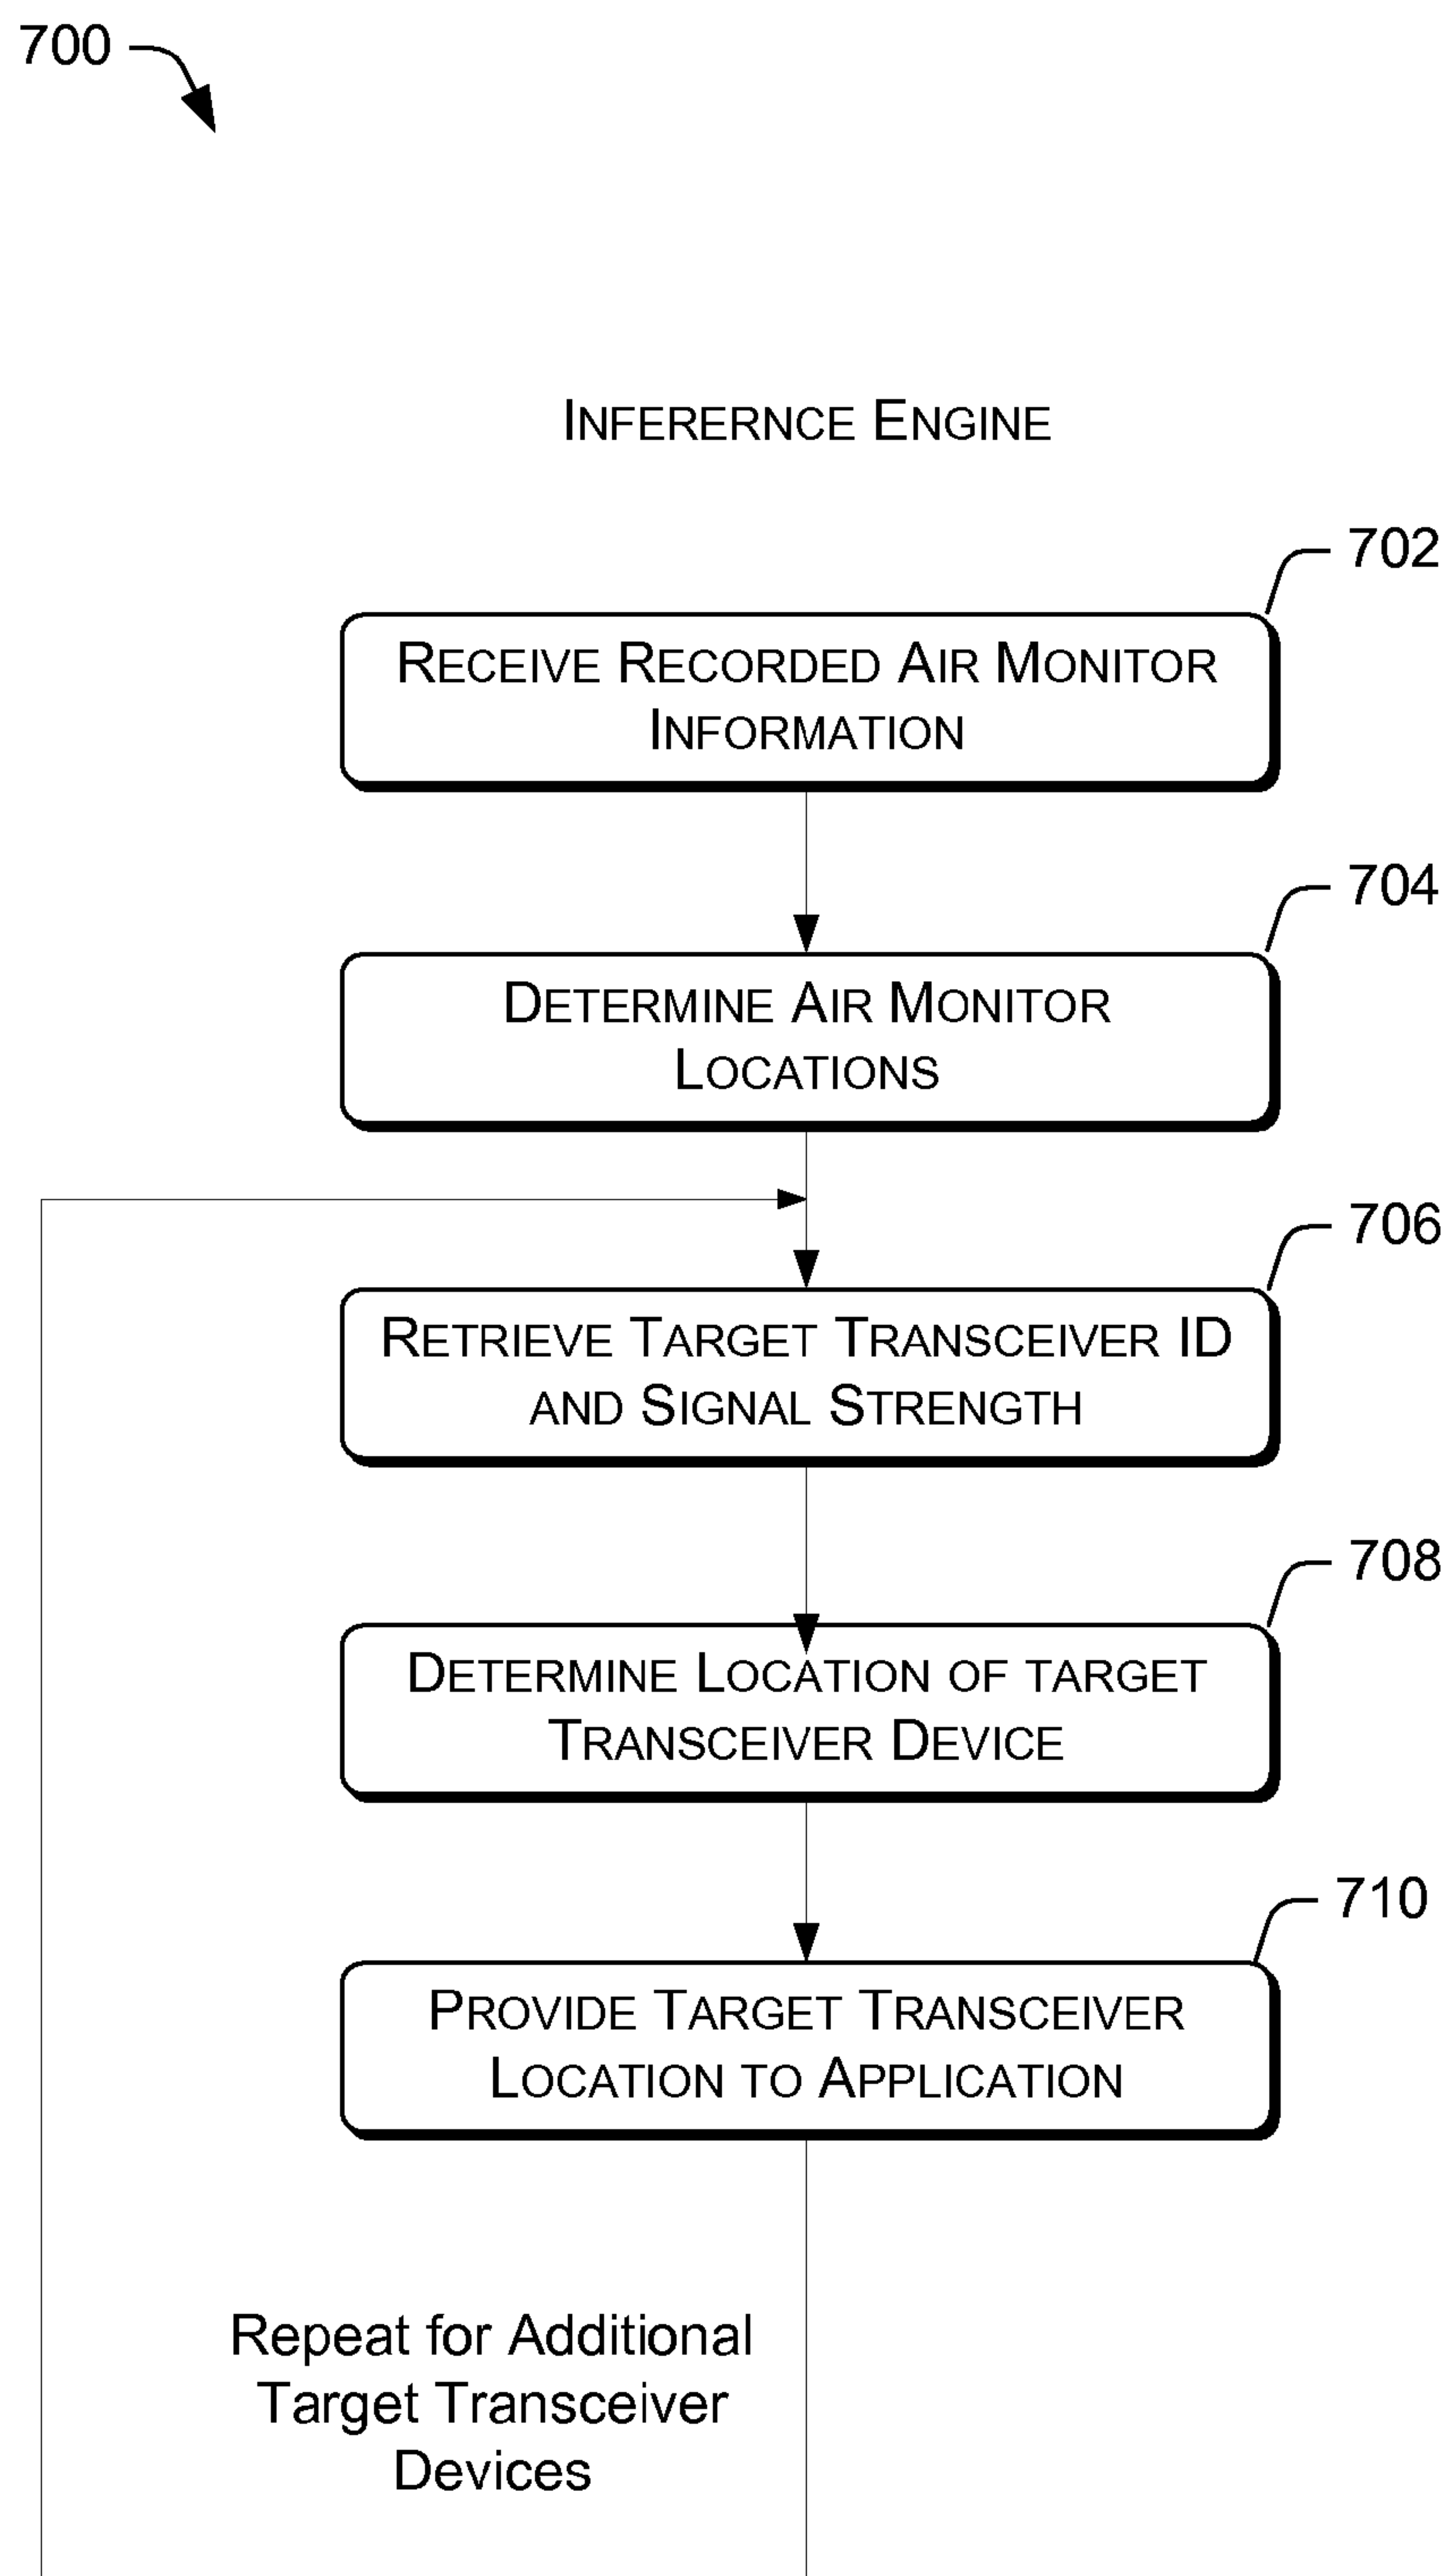 700
INFERERNCE ENGINE
702
RECEIVE RECORDED AIR MONITOR
INFORMATION
704
DETERMINE AIR MONITOR
LOCATIONS
706
RETRIEVE TARGET TRANSCEIVER ID
AND SIGNAL STRENGTH
708
DETERMINE LOCATION OF TARGET
TRANSCEIVER DEVICE
710
PROVIDE TARGET TRANSCEIVER
LOCATION TO APPLICATION
Repeat for Additional
Target Transceiver
Devices